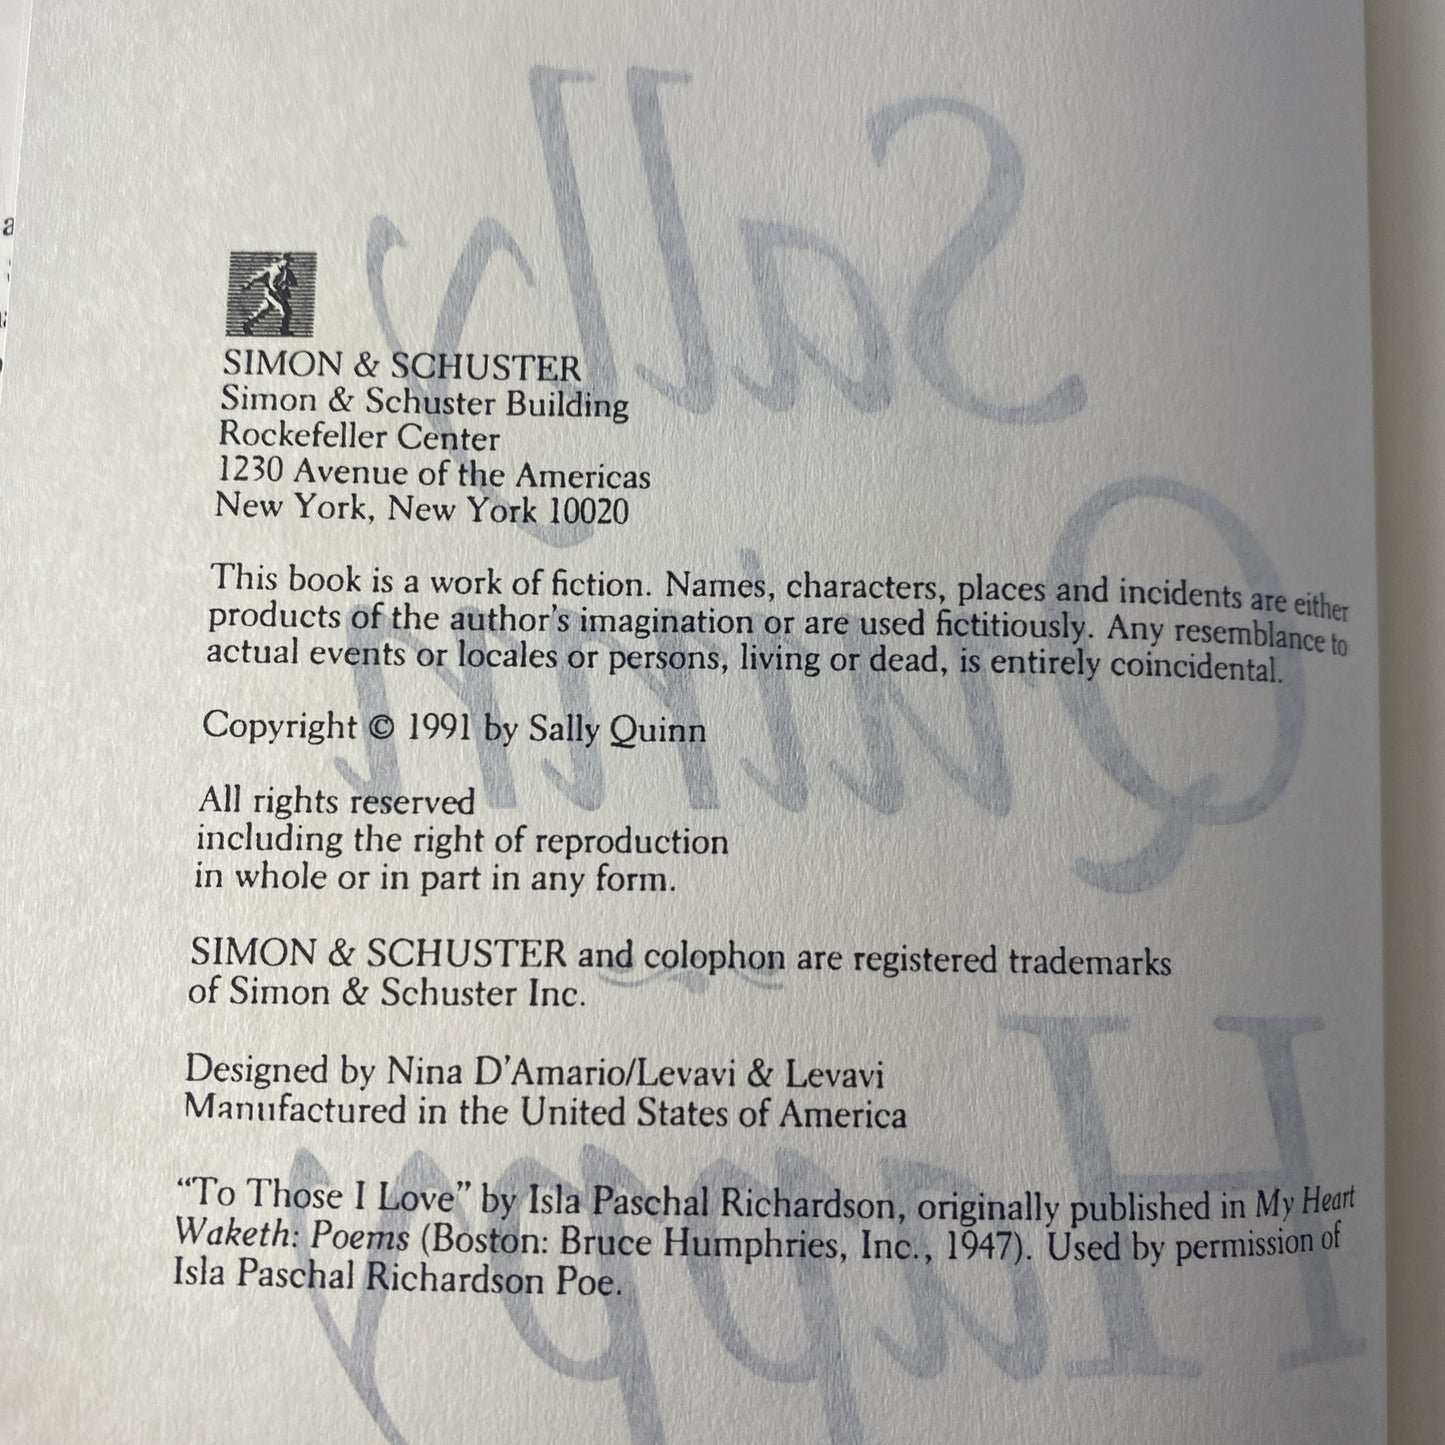 SIMON & SCHUSTER
Simon & Schuster Building
Rockefeller Center
1230 Avenue of the Americas
New York, New York 10020
This book is a work of fiction. Names, characters, places and incidents are either
products of the author's imagination or are used fictitiously. Any resemblance to
actual events or locales or persons, living or dead, is entirely coincidental.
Copyright © 1991 by Sally Quinn
All rights reserved
including the right of reproduction
in whole or in part in any form.
SIMON & SCHUSTER and colophon are registered trademarks
of Simon & Schuster Inc.
Designed by Nina D'Amario/Levavi & Levavi
Manufactured in the United States of America
“To Those I Love” by Isla Paschal Richardson, originally published in My Heart
Waketh: Poems (Boston: Bruce Humphries, Inc., 1947). Used by permission of
Isla Paschal Richardson Poe.
Sally
Quinn
Happy